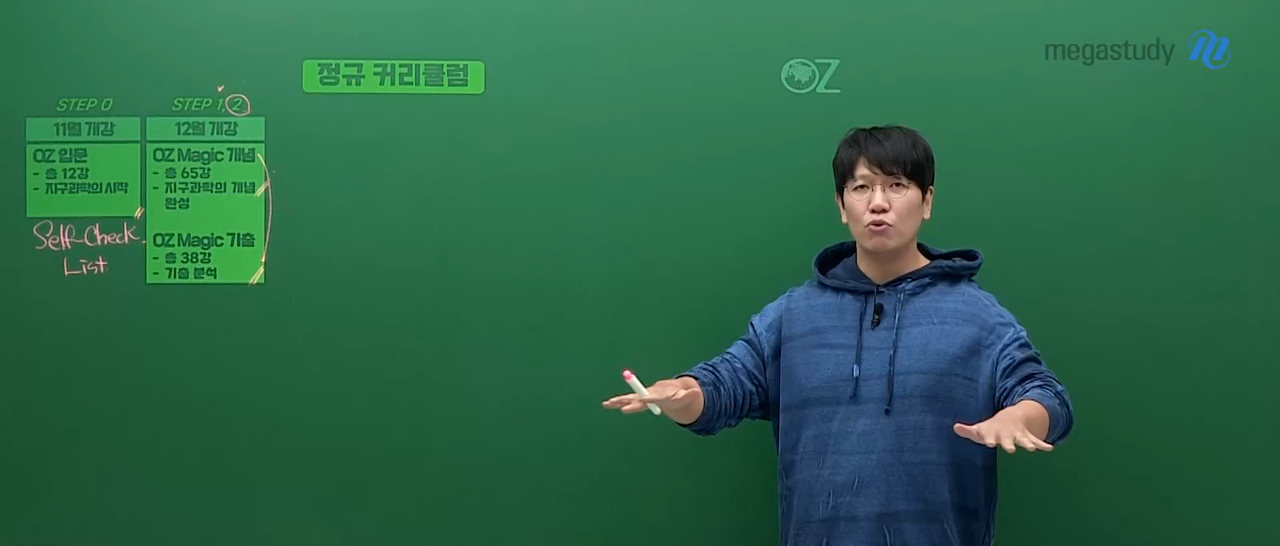 megastudy
정규 커리큘럼
OZ
STEP 0
11월 개강
OZ 입문
- 총 12강
- 지구과학의 시작
Self-Check
List
STEP 1, 2
12월 개강
OZ Magic 개념
- 총 65강
- 지구과학의 개념
완성
OZ Magic 기출
- 총 38강
- 기출 분석